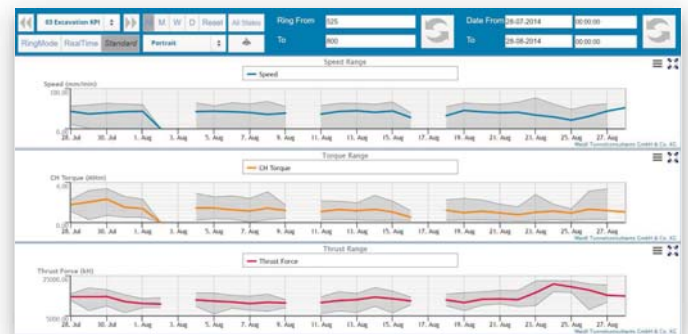 03 Excavation KPI M W D Reset All States Ring From 025 Date From 28-07-2014 00:00:00
RingMode RealTime Standard Portrait To 800 To 28-08-2014 00:00:00
Speed Range
Speed
Speed (mm/min)
100.00
0.00
28. Jul 30. Jul 1. Aug 3. Aug 5. Aug 7. Aug 9. Aug 11. Aug 13. Aug 15. Aug 17. Aug 19. Aug 21. Aug 23. Aug 25. Aug 27. Aug
Torque Range
CH Torque
CH Torque (MNm)
0.00
28. Jul 30. Jul 1. Aug 3. Aug 5. Aug 7. Aug 9. Aug 11. Aug 13. Aug 15. Aug 17. Aug 19. Aug 21. Aug 23. Aug 25. Aug 27. Aug
Thrust Range
Thrust Force
Thrust Force (kN)
25000.00
5000.00
28. Jul 30. Jul 1. Aug 3. Aug 5. Aug 7. Aug 9. Aug 11. Aug 13. Aug 15. Aug 17. Aug 19. Aug 21. Aug 23. Aug 25. Aug 27. Aug